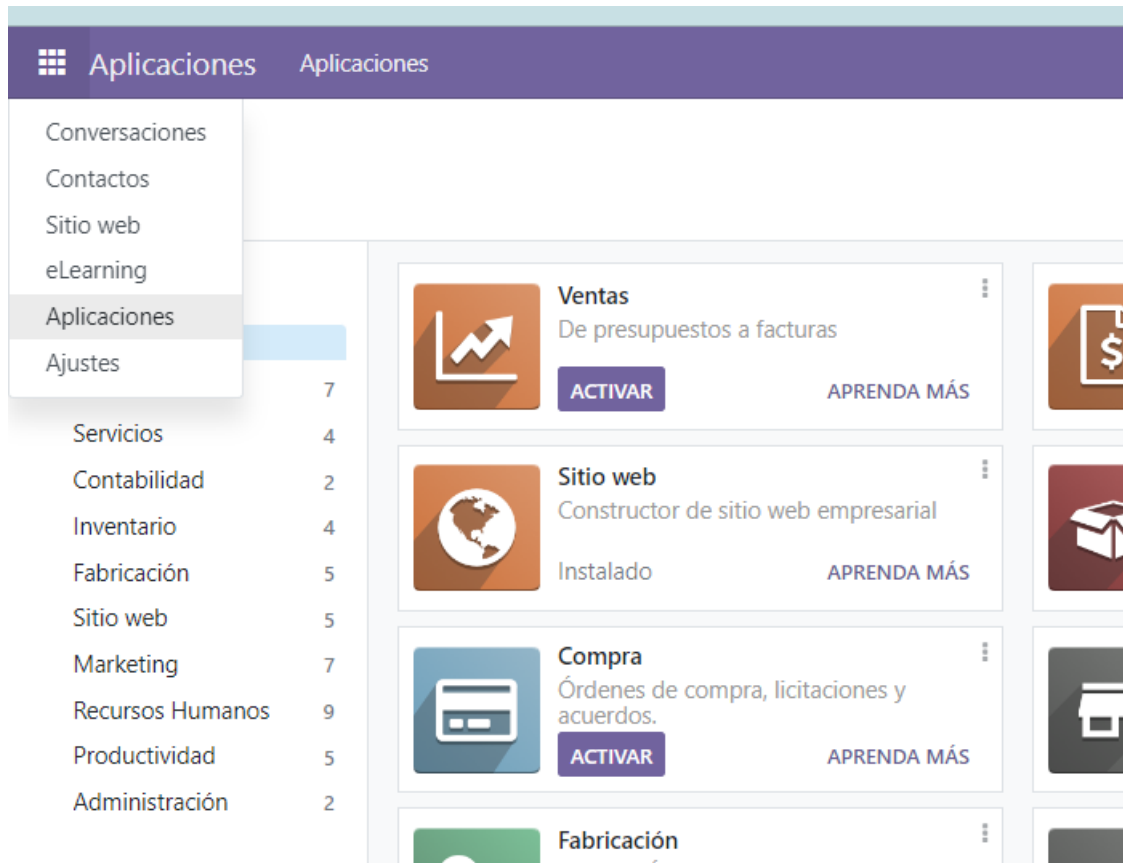 Aplicaciones Aplicaciones
Conversaciones
Contactos
Sitio web
eLearning
Aplicaciones
Ajustes
7
Servicios 4
Contabilidad 2
Inventario 4
Fabricación 5
Sitio web 5
Marketing 7
Recursos Humanos 9
Productividad 5
Administración 2
Ventas
De presupuestos a facturas
ACTIVAR APRENDA MÁS
Sitio web
Constructor de sitio web empresarial
Instalado APRENDA MÁS
Compra
Órdenes de compra, licitaciones y
acuerdos.
ACTIVAR APRENDA MÁS
Fabricación
$